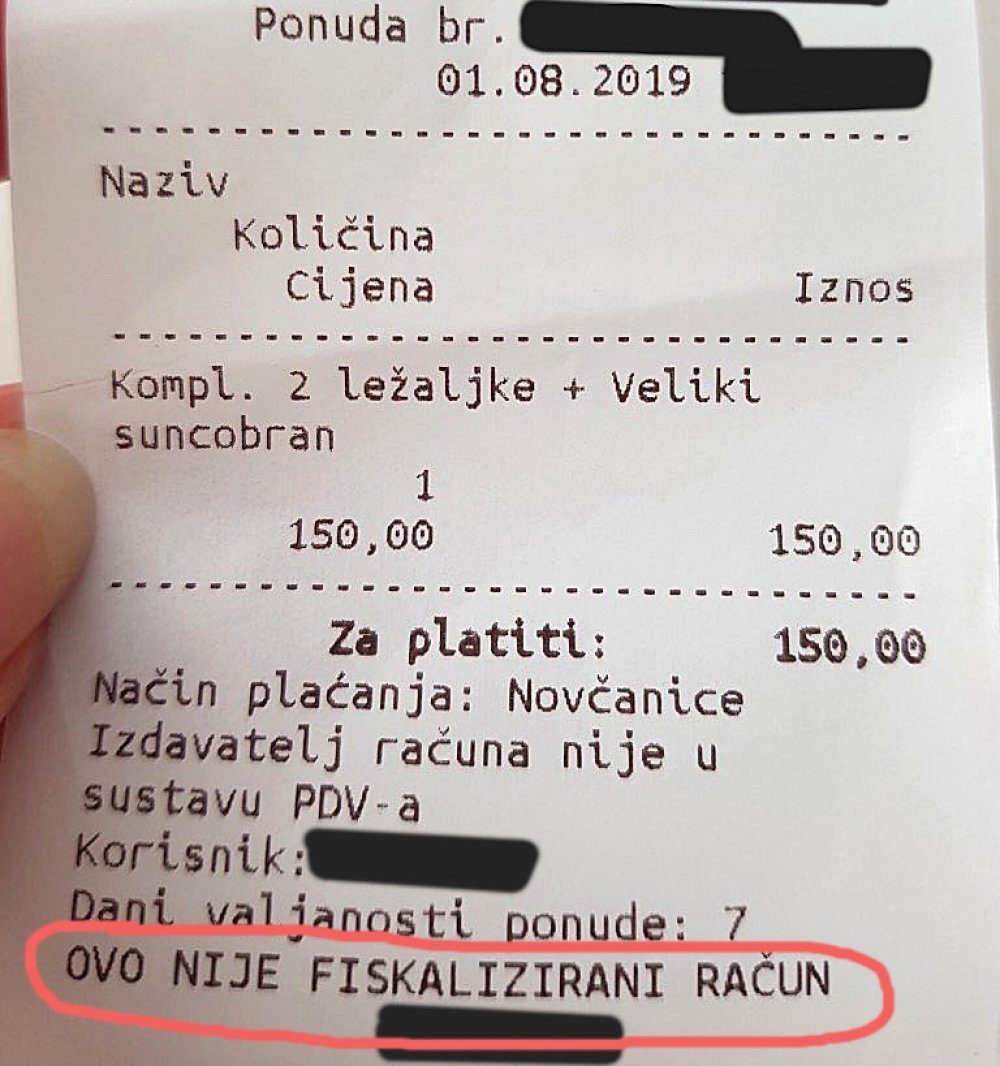 Ponuda br.
01.08.2019
--------------------------------
Naziv
Količina
Cijena Iznos
--------------------------------
Kompl. 2 ležaljke + Veliki
suncobran
1
150,00 150,00
--------------------------------
Za platiti: 150,00
Način plaćanja: Novčanice
Izdavatelj računa nije u
sustavu PDV-a
Korisnik:
Dani valjanosti ponude: 7
OVO NIJE FISKALIZIRANI RAČUN